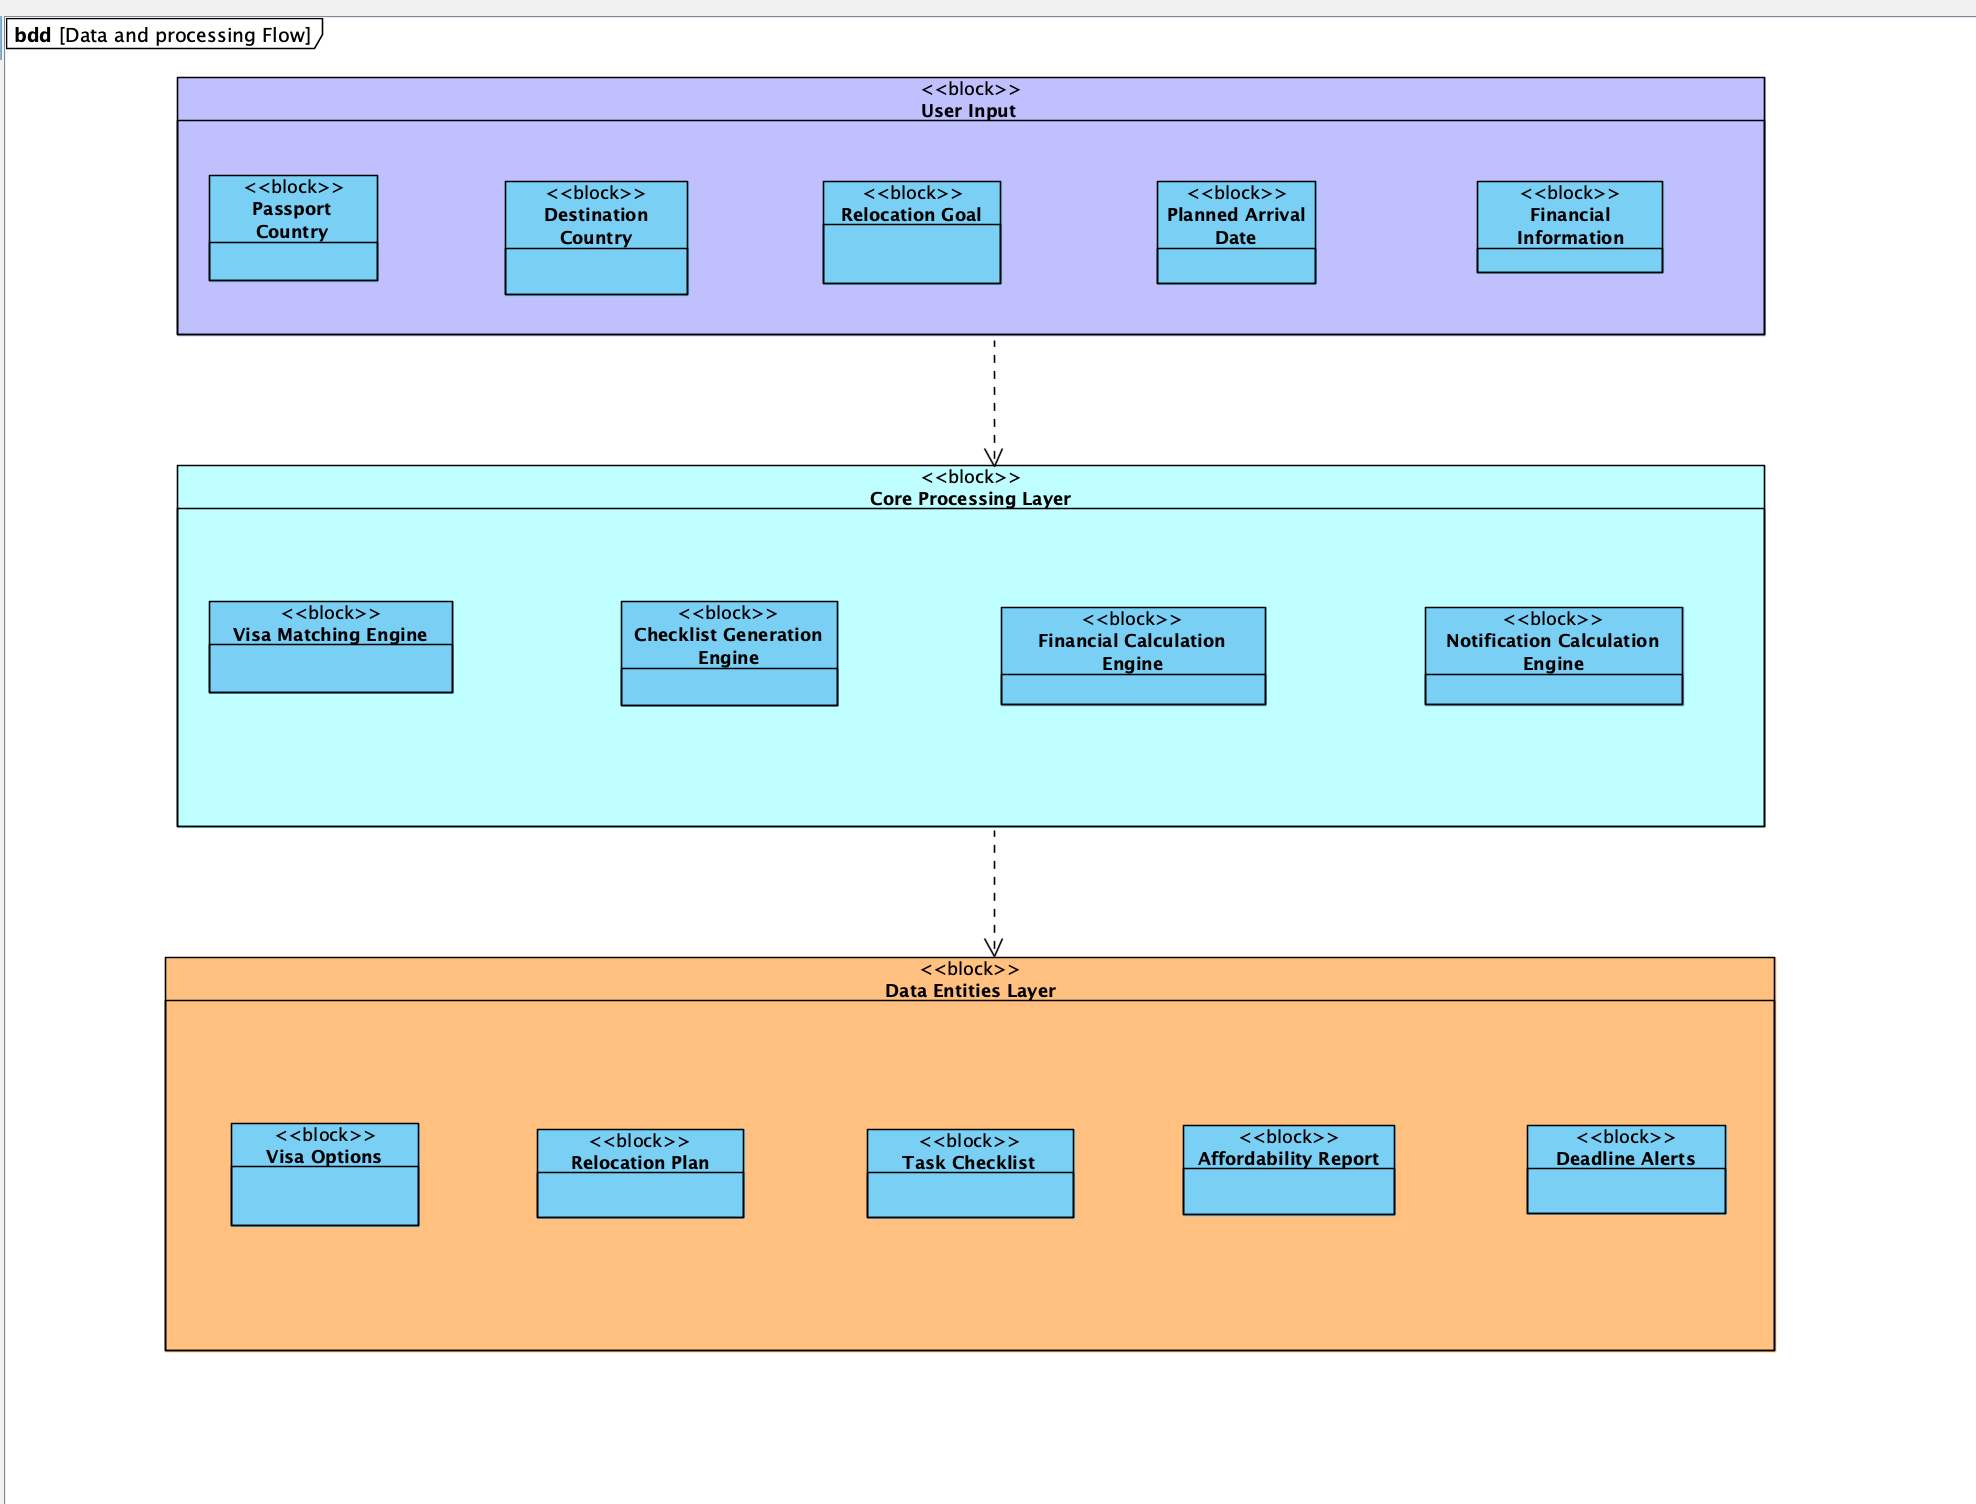 bdd [Data and processing Flow]
<<block>>
User Input
<<block>>
Passport
Country
<<block>>
Destination
Country
<<block>>
Relocation Goal
<<block>>
Planned Arrival
Date
<<block>>
Financial
Information
<<block>>
Core Processing Layer
<<block>>
Visa Matching Engine
<<block>>
Checklist Generation
Engine
<<block>>
Financial Calculation
Engine
<<block>>
Notification Calculation
Engine
<<block>>
Data Entities Layer
<<block>>
Visa Options
<<block>>
Relocation Plan
<<block>>
Task Checklist
<<block>>
Affordability Report
<<block>>
Deadline Alerts